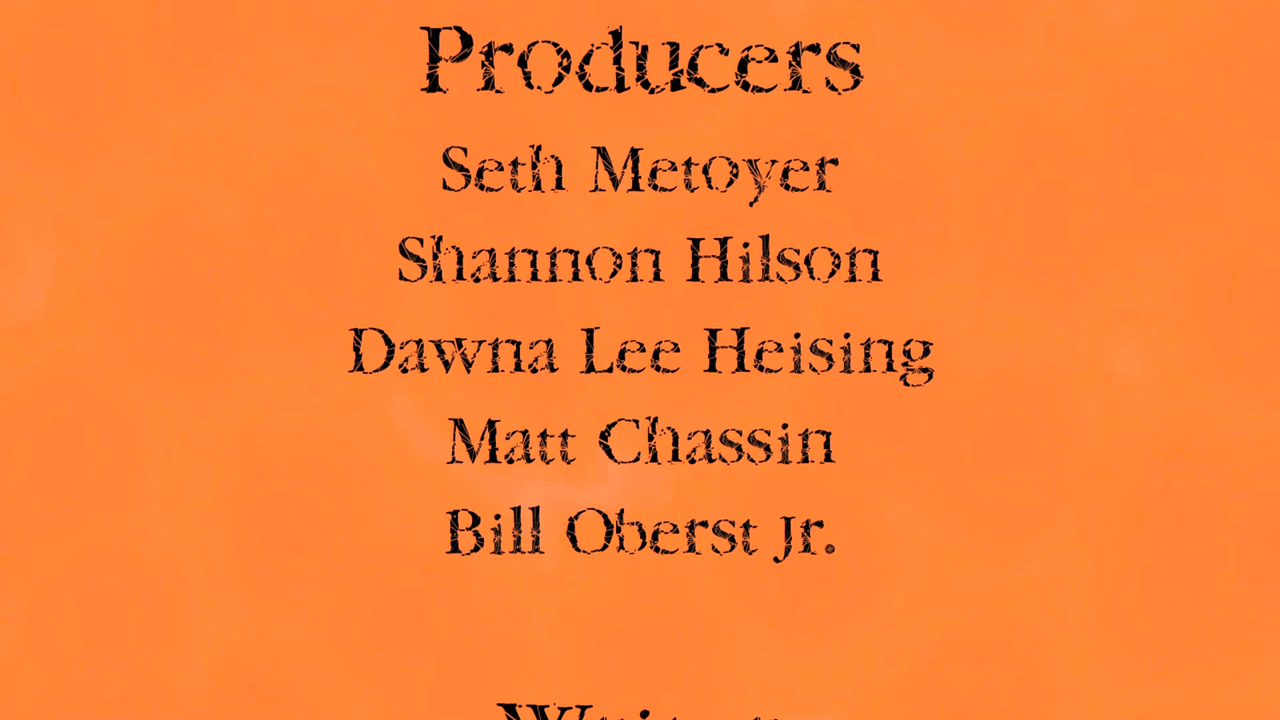 Producers
Seth Metoyer
Shannon Hilson
Dawna Lee Heising
Matt Chassin
Bill Oberst Jr.